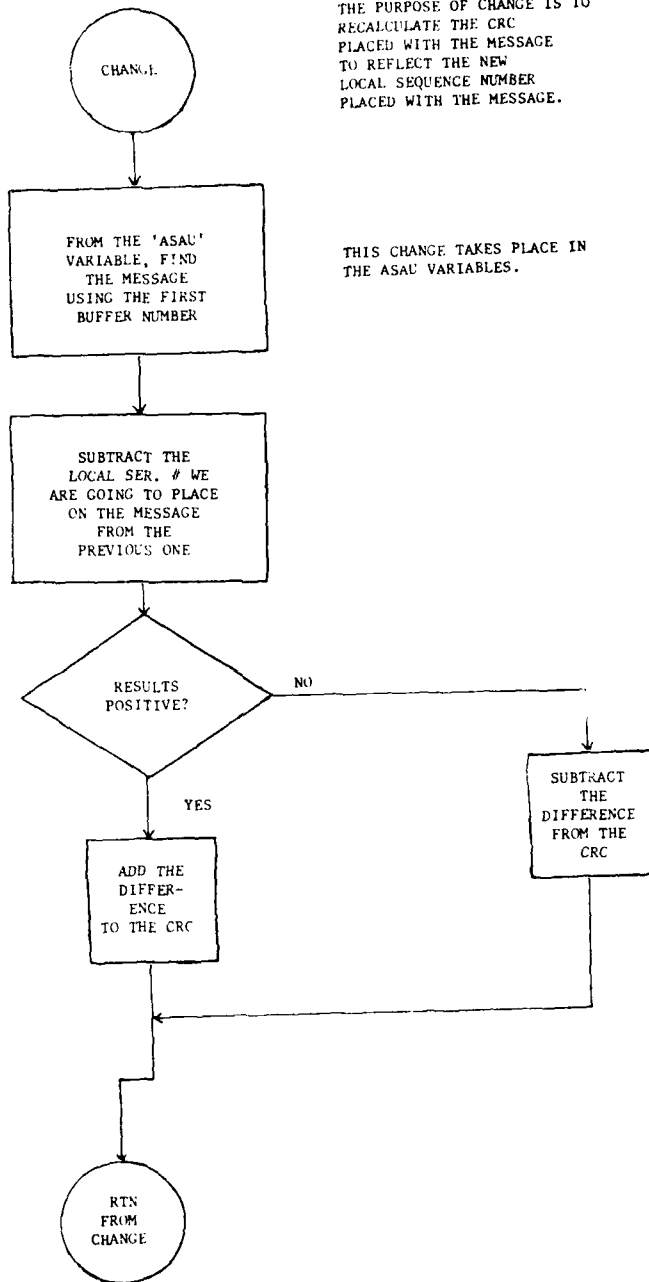 THE PURPOSE OF CHANGE IS TO
RECALCULATE THE CRC
PLACED WITH THE MESSAGE
TO REFLECT THE NEW
LOCAL SEQUENCE NUMBER
PLACED WITH THE MESSAGE.
CHANGE
FROM THE 'ASAU'
VARIABLE, FIND
THE MESSAGE
USING THE FIRST
BUFFER NUMBER
THIS CHANGE TAKES PLACE IN
THE ASAU VARIABLES.
SUBTRACT THE
LOCAL SER. # WE
ARE GOING TO PLACE
ON THE MESSAGE
FROM THE
PREVIOUS ONE
RESULTS
POSITIVE?
NO
YES
SUBTRACT
THE
DIFFERENCE
FROM THE
CRC
ADD THE
DIFFER-
ENCE
TO THE CRC
RTN
FROM
CHANGE